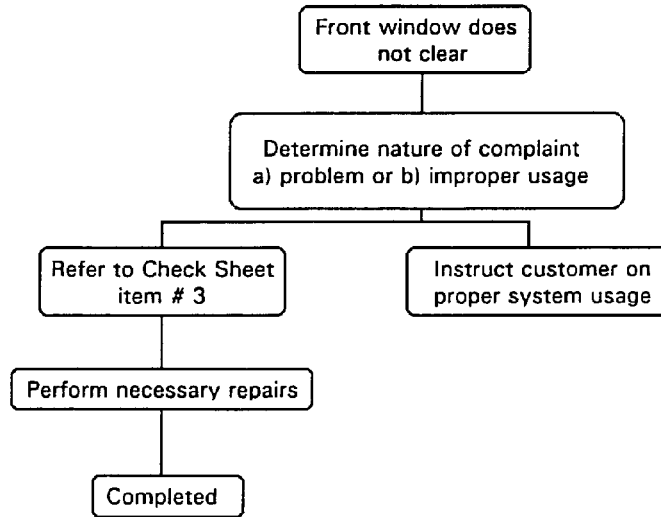 Front window does
not clear
Determine nature of complaint
a) problem or b) improper usage
Refer to Check Sheet
item # 3
Instruct customer on
proper system usage
Perform necessary repairs
Completed